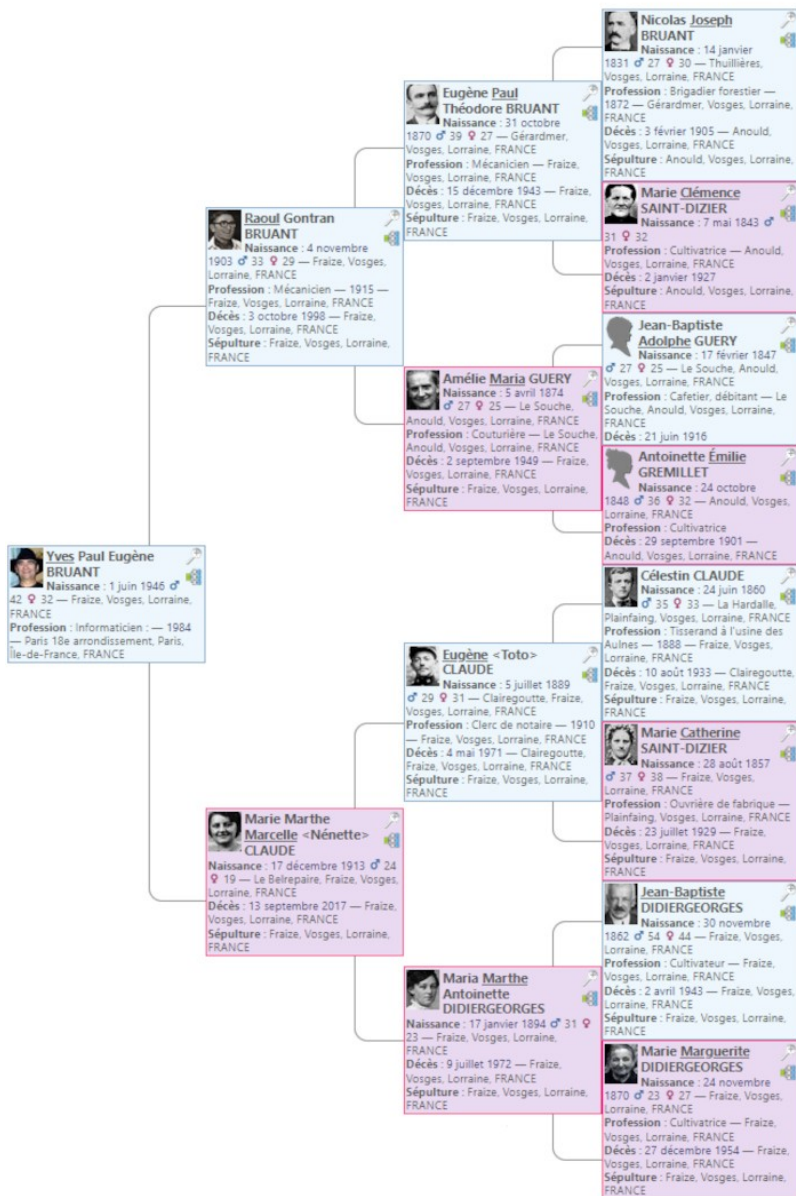 Nicolas Joseph
BRUANT
Naissance : 14 janvier
1831 ♂ 27 ♀ 30 — Thuillières,
Vosges, Lorraine, FRANCE
Profession : Brigadier forestier —
1872 — Gérardmer, Vosges, Lorraine,
FRANCE
Décès : 3 février 1905 — Anould,
Vosges, Lorraine, FRANCE
Sépulture : Anould, Vosges, Lorraine,
FRANCE
Eugène Paul
Théodore BRUANT
Naissance : 31 octobre
1870 ♂ 39 ♀ 27 — Gérardmer,
Vosges, Lorraine, FRANCE
Profession : Mécanicien — Fraize,
Vosges, Lorraine, FRANCE
Décès : 15 décembre 1943 — Fraize,
Vosges, Lorraine, FRANCE
Sépulture : Fraize, Vosges, Lorraine,
FRANCE
Marie Clémence
SAINT-DIZIER
Naissance : 7 mai 1843 ♂
31 ♀ 32
Profession : Cultivatrice — Anould,
Vosges, Lorraine, FRANCE
Décès : 2 janvier 1927
Sépulture : Anould, Vosges, Lorraine,
FRANCE
Raoul Gontran
BRUANT
Naissance : 4 novembre
1903 ♂ 33 ♀ 29 — Fraize, Vosges,
Lorraine, FRANCE
Profession : Mécanicien — 1915 —
Fraize, Vosges, Lorraine, FRANCE
Décès : 3 octobre 1998 — Fraize,
Vosges, Lorraine, FRANCE
Sépulture : Fraize, Vosges, Lorraine,
FRANCE
Jean-Baptiste
Adolphe GUERY
Naissance : 17 février 1847
♂ 27 ♀ 25 — Le Souche, Anould,
Vosges, Lorraine, FRANCE
Profession : Cafetier, débitant — Le
Souche, Anould, Vosges, Lorraine,
FRANCE
Décès : 21 juin 1916
Amélie Maria GUERY
Naissance : 5 avril 1874
♂ 27 ♀ 25 — Le Souche,
Anould, Vosges, Lorraine, FRANCE
Profession : Couturière — Le Souche,
Anould, Vosges, Lorraine, FRANCE
Décès : 2 septembre 1949 — Fraize,
Vosges, Lorraine, FRANCE
Sépulture : Fraize, Vosges, Lorraine,
FRANCE
Antoinette Émilie
GREMILLET
Naissance : 24 octobre
1848 ♂ 36 ♀ 32 — Anould, Vosges,
Lorraine, FRANCE
Profession : Cultivatrice
Décès : 29 septembre 1901 —
Anould, Vosges, Lorraine, FRANCE
Yves Paul Eugène
BRUANT
Naissance : 1 juin 1946 ♂
42 ♀ 32 — Fraize, Vosges, Lorraine,
FRANCE
Profession : Informaticien : — 1984
— Paris 18e arrondissement, Paris,
Île-de-France, FRANCE
Célestin CLAUDE
Naissance : 24 juin 1860
♂ 35 ♀ 33 — La Hardalle,
Plainfaing, Vosges, Lorraine, FRANCE
Profession : Tisserand à l'usine des
Aulnes — 1888 — Fraize, Vosges,
Lorraine, FRANCE
Décès : 10 août 1933 — Clairegoutte,
Fraize, Vosges, Lorraine, FRANCE
Sépulture : Fraize, Vosges, Lorraine,
FRANCE
Eugène <Toto>
CLAUDE
Naissance : 5 juillet 1889
♂ 29 ♀ 31 — Clairegoutte, Fraize,
Vosges, Lorraine, FRANCE
Profession : Clerc de notaire — 1910
— Fraize, Vosges, Lorraine, FRANCE
Décès : 4 mai 1971 — Clairegoutte,
Fraize, Vosges, Lorraine, FRANCE
Sépulture : Fraize, Vosges, Lorraine,
FRANCE
Marie Catherine
SAINT-DIZIER
Naissance : 28 août 1857
♂ 37 ♀ 38 — Fraize, Vosges,
Lorraine, FRANCE
Profession : Ouvrière de fabrique —
Plainfaing, Vosges, Lorraine, FRANCE
Décès : 23 juillet 1929 — Fraize,
Vosges, Lorraine, FRANCE
Sépulture : Fraize, Vosges, Lorraine,
FRANCE
Marie Marthe
Marcelle <Nénette>
CLAUDE
Naissance : 17 décembre 1913 ♂ 24
♀ 19 — Le Belrepaire, Fraize, Vosges,
Lorraine, FRANCE
Décès : 13 septembre 2017 — Fraize,
Vosges, Lorraine, FRANCE
Sépulture : Fraize, Vosges, Lorraine,
FRANCE
Jean-Baptiste
DIDIERGEORGES
Naissance : 30 novembre
1862 ♂ 54 ♀ 44 — Fraize, Vosges,
Lorraine, FRANCE
Profession : Cultivateur — Fraize,
Vosges, Lorraine, FRANCE
Décès : 2 avril 1943 — Fraize, Vosges,
Lorraine, FRANCE
Sépulture : Fraize, Vosges, Lorraine,
FRANCE
Maria Marthe
Antoinette
DIDIERGEORGES
Naissance : 17 janvier 1894 ♂ 31 ♀
23 — Fraize, Vosges, Lorraine,
FRANCE
Décès : 9 juillet 1972 — Fraize,
Vosges, Lorraine, FRANCE
Sépulture : Fraize, Vosges, Lorraine,
FRANCE
Marie Marguerite
DIDIERGEORGES
Naissance : 24 novembre
1870 ♂ 23 ♀ 27 — Fraize, Vosges,
Lorraine, FRANCE
Profession : Cultivatrice — Fraize,
Vosges, Lorraine, FRANCE
Décès : 27 décembre 1954 — Fraize,
Vosges, Lorraine, FRANCE
Sépulture : Fraize, Vosges, Lorraine,
FRANCE